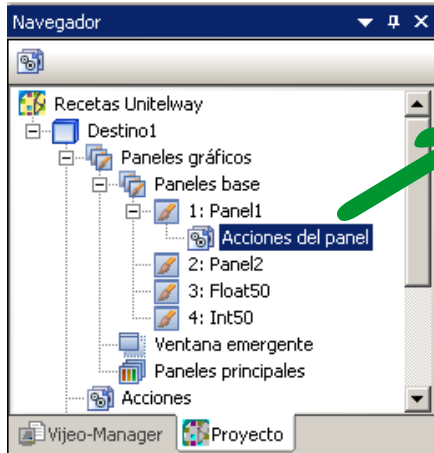 Navegador
Recetas Unitelway
Destino1
Paneles gráficos
Paneles base
1: Panel1
Acciones del panel
2: Panel2
3: Float50
4: Int50
Ventana emergente
Paneles principales
Acciones
Vijeo-Manager Proyecto